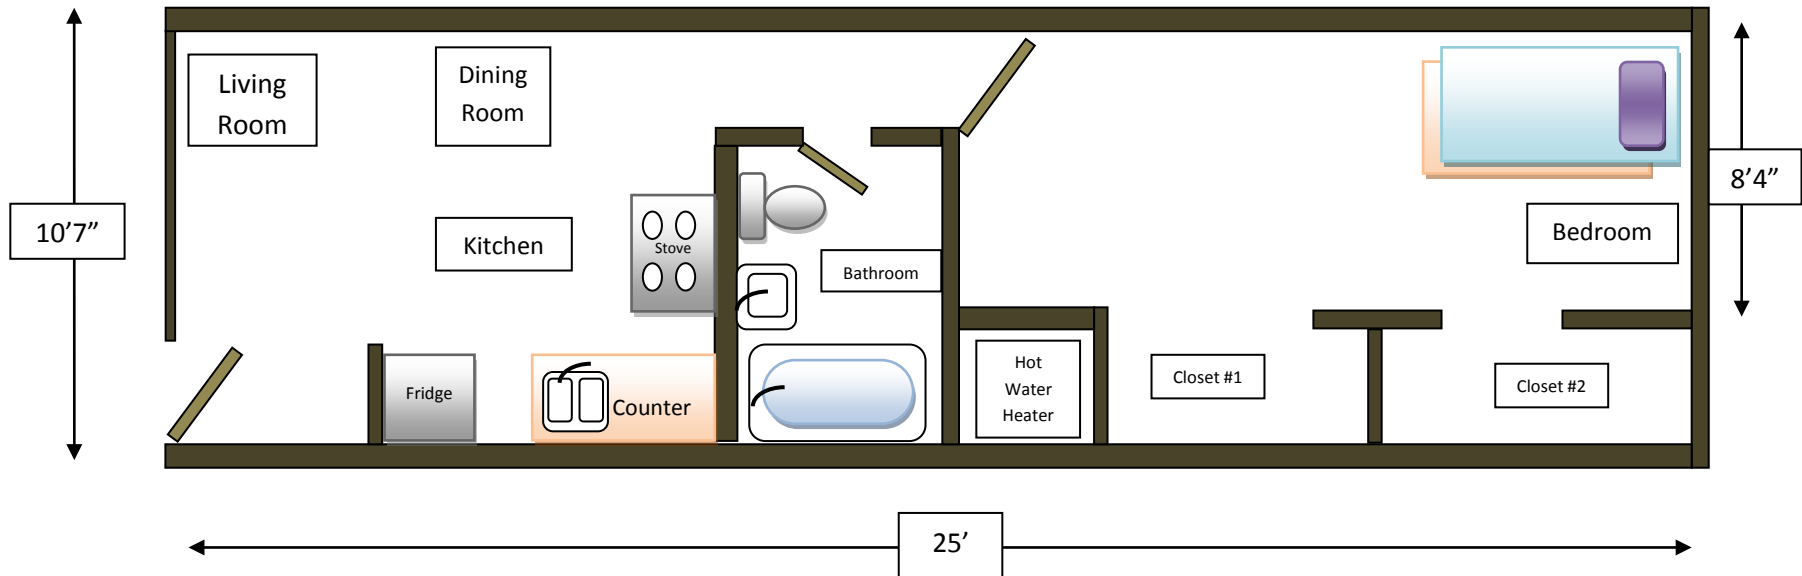 Living
Room
Dining
Room
10’7”
Kitchen
Stove
Bathroom
8’4”
Bedroom
Fridge
Counter
Hot
Water
Heater
Closet #1
Closet #2
25’